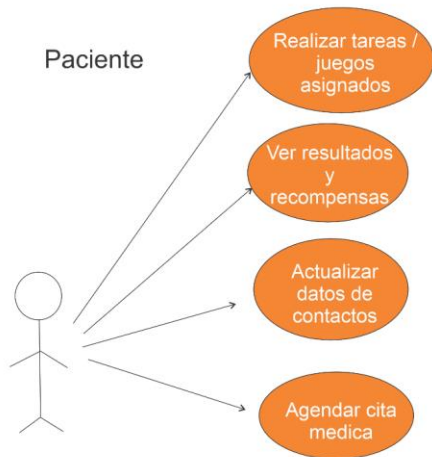 Paciente
Realizar tareas /
juegos
asignados
Ver resultados
y
recompensas
Actualizar
datos de
contactos
Agendar cita
medica